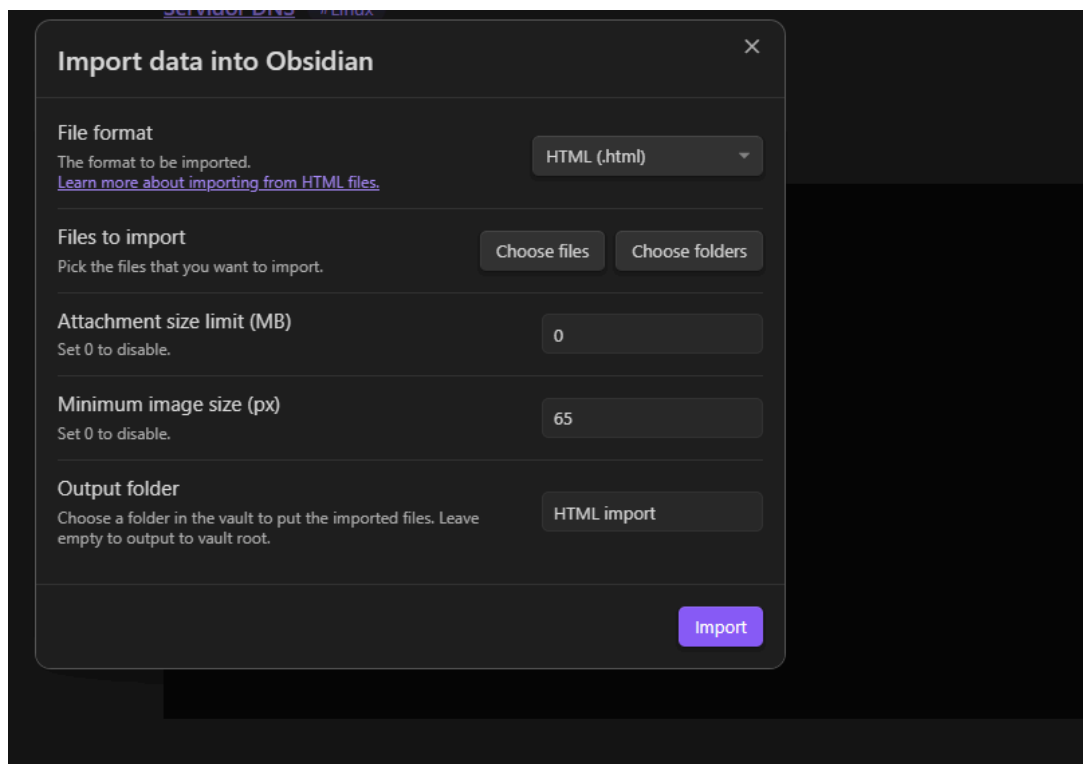 Servidor DNS #Linux
Import data into Obsidian
File format
The format to be imported.
Learn more about importing from HTML files.
HTML (.html)
Files to import
Pick the files that you want to import.
Choose files
Choose folders
Attachment size limit (MB)
Set 0 to disable.
0
Minimum image size (px)
Set 0 to disable.
65
Output folder
Choose a folder in the vault to put the imported files. Leave
empty to output to vault root.
HTML import
Import